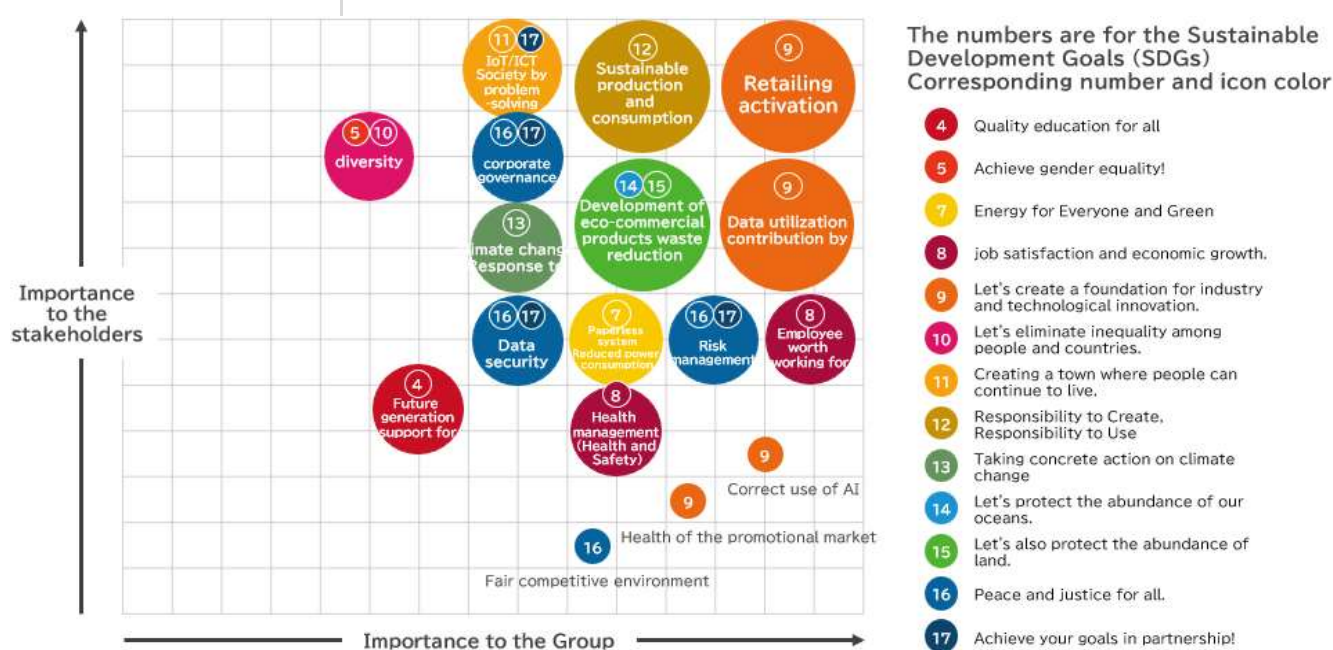 Importance
to the
stakeholders
11 17
IoT/ICT
Society by
problem
-solving
12
Sustainable
production
and
consumption
9
Retailing
activation
5 10
diversity
16 17
corporate
governance
14 15
Development of
eco-commercial
products waste
reduction
9
Data utilization
contribution by
13
limate chang
Response to
16 17
Data
security
7
Paperless
system
Reduced power
consumption
16 17
Risk
management
8
Employee
worth
working for
4
Future
generation
support for
8
Health
management
(Health and
Safety)
9
Correct use of AI
9
Health of the promotional market
16
Fair competitive environment
Importance to the Group
The numbers are for the Sustainable
Development Goals (SDGs)
Corresponding number and icon color
4 Quality education for all
5 Achieve gender equality!
7 Energy for Everyone and Green
8 job satisfaction and economic growth.
9 Let's create a foundation for industry
and technological innovation.
10 Let's eliminate inequality among
people and countries.
11 Creating a town where people can
continue to live.
12 Responsibility to Create,
Responsibility to Use
13 Taking concrete action on climate
change
14 Let's protect the abundance of our
oceans.
15 Let's also protect the abundance of
land.
16 Peace and justice for all.
17 Achieve your goals in partnership!